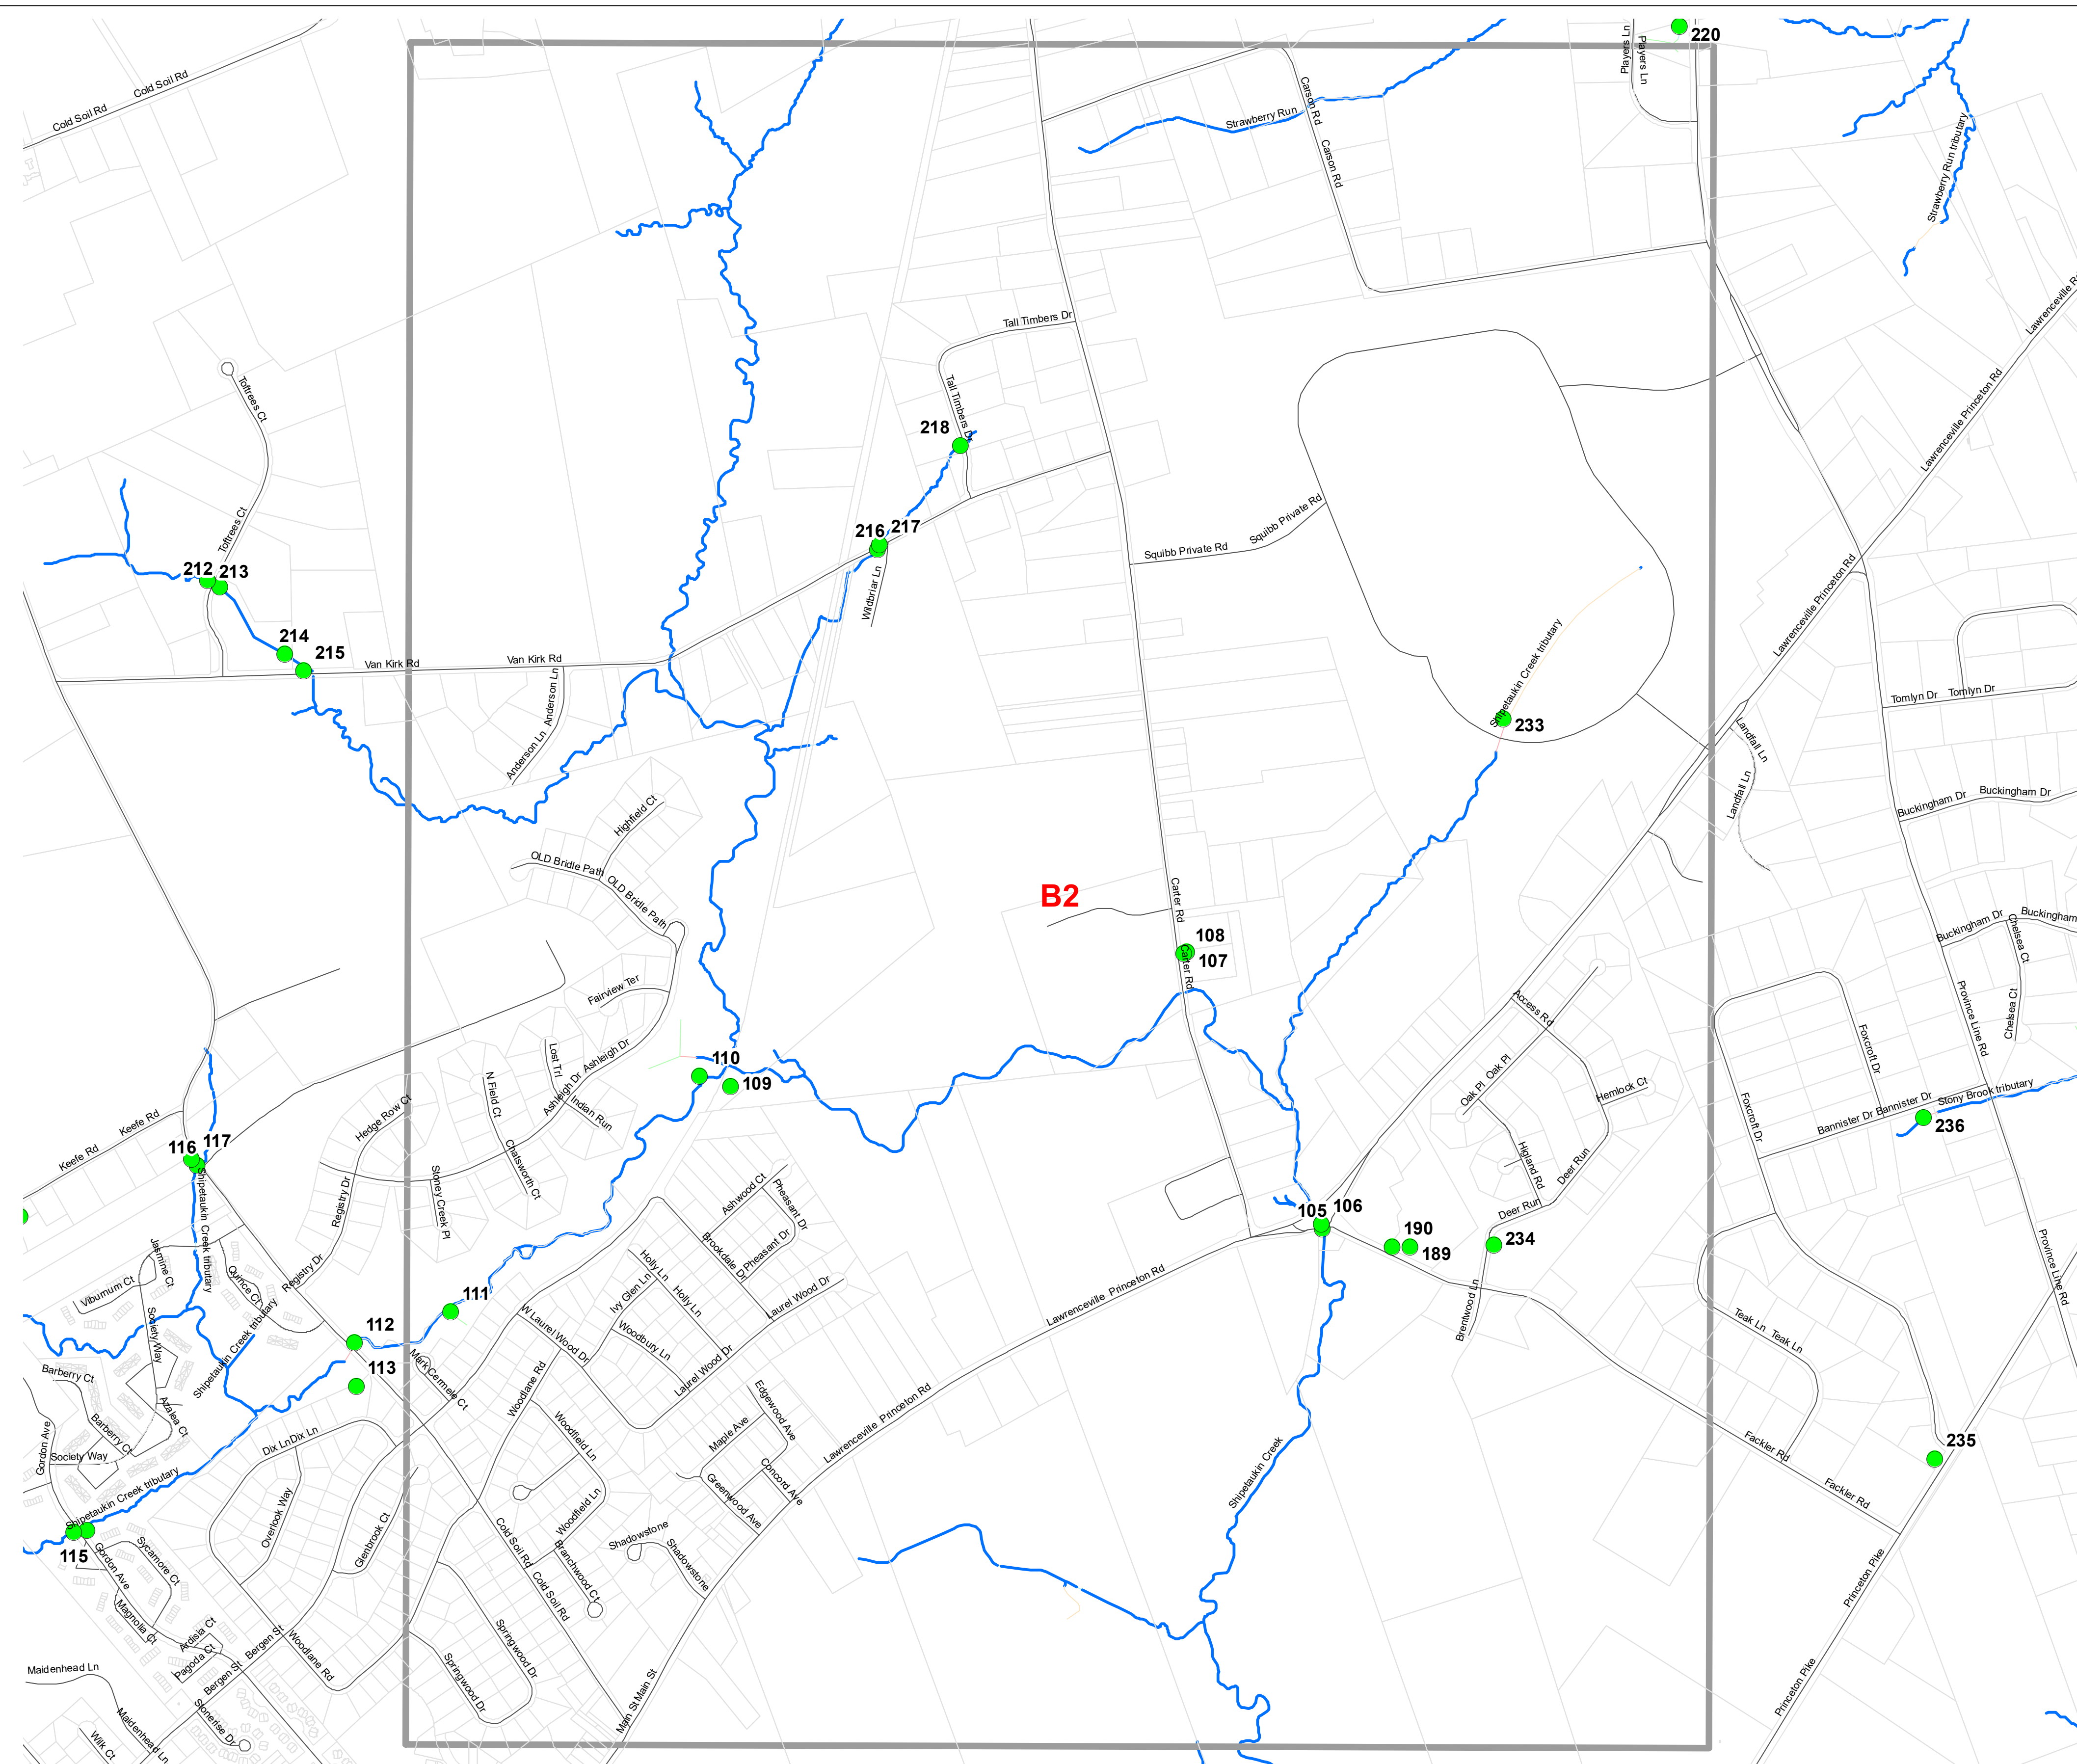 220
Players Ln
Players Ln
Cold Soil Rd
Cold Soil Rd
Carson Rd
Strawberry Run
Carson Rd
Strawberry Run tributary
Lawrenceville R
Tall Timbers Dr
Toftrees Ct
Tall Timbers Dr
Lawrenceville Princeton Rd
218
Squibb Private Rd
Toftrees Ct
216
217
Squibb Private Rd
212
213
Wildbriar Ln
Lawrenceville Princeton Rd
214
215
Van Kirk Rd
Van Kirk Rd
Shipetaukin Creek tributary
Anderson Ln
Tomlyn Dr
Tomlyn Dr
233
Anderson Ln
Landfall Ln
Landfall Ln
Buckingham Dr
Buckingham Dr
Highfield Ct
OLD Bridle Path
OLD Bridle Path
B2
Carter Rd
Buckingham Dr
Buckingham
Chelsea Ct
108
107
Carter Rd
Fairview Ter
Access Rd
Province Line Rd
Chelsea Ct
Lost Trl
Ashleigh Dr
110
109
Foxcroft Dr
N Field Ct
Ashleigh Dr
Indian Run
Oak Pl
Oak Pl
Hemlock Ct
Foxcroft Dr
Bannister Dr
Bannister Dr
Stony Brook tributary
236
Keefe Rd
Keefe Rd
Hedge Row Ct
116
117
Chatsworth Ct
Stoney Creek Pl
Registry Dr
Shipetaukin Creek tributary
Ashwood Ct
Pheasant Dr
Higland Rd
Deer Run
Deer Run
105
106
190
189
234
Brookdale Dr
Pheasant Dr
Province Line Rd
Jasmine Ct
Viburnum Ct
Quince Ct
Registry Dr
Holly Ln
Holly Ln
Ivy Glen Ln
Laurel Wood Dr
Lawrenceville Princeton Rd
Brentwood Ln
111
112
113
Society Way
Shipetaukin Creek tributary
W Laurel Wood Dr
Woodbury Ln
Laurel Wood Dr
Mark Cermele Ct
Teak Ln
Teak Ln
Barberry Ct
Barberry Ct
Azalea Ct
Woodlane Rd
Edgewood Ave
Maple Ave
Lawrenceville Princeton Rd
Gordon Ave
Society Way
Dix Ln
Dix Ln
Woodfield Ln
Concord Ave
Greenwood Ave
Shipetaukin Creek
Fackler Rd
235
Shipetaukin Creek tributary
Overlook Way
Glenbrook Ct
Woodfield Ln
Fackler Rd
115
Gordon Ave
Sycamore Ct
Cold Soil Rd
Shadowstone
Shadowstone
Branchwood Ct
Cold Soil Rd
Princeton Pike
Magnolia Ct
Ardisia Ct
Pagoda Ct
Bergen St
Bergen St
Woodlane Rd
Springwood Dr
Springwood Dr
Maidenhead Ln
Maidenhead Ln
Wilk Ct
Stonerise Dr
Main St
Main St
Princeton Pike